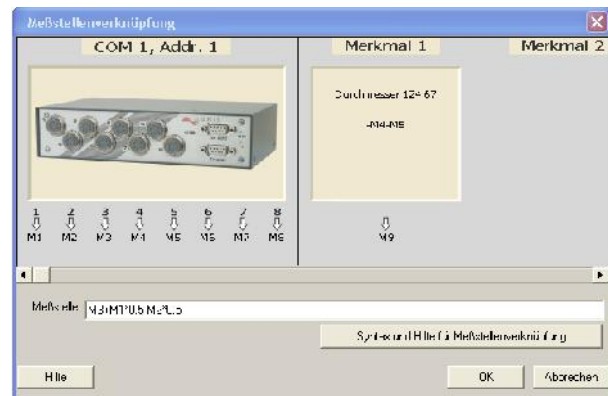 Meßstellenverknüpfung
COM 1, Addr. 1
Merkmal 1
Merkmal 2
Durchmesser 124.67
-M4-M5
1 2 3 4 5 6 7 8
M1 M2 M3 M4 M5 M6 M7 M8
M9
Meßstelle
Syntax und Hilfe für Meßstellenverknüpfung
Hilfe
OK
Abbrechen